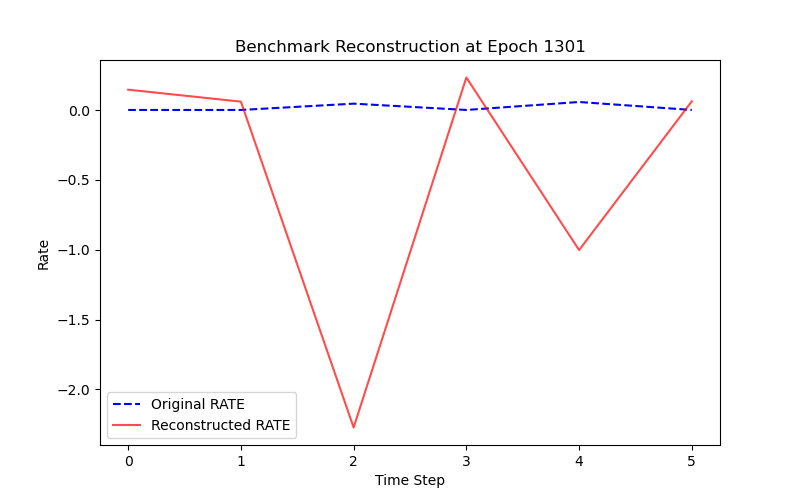 Benchmark Reconstruction at Epoch 1301
Rate
0.0
−0.5
−1.0
−1.5
−2.0
Original RATE
Reconstructed RATE
0 1 2 3 4 5
Time Step